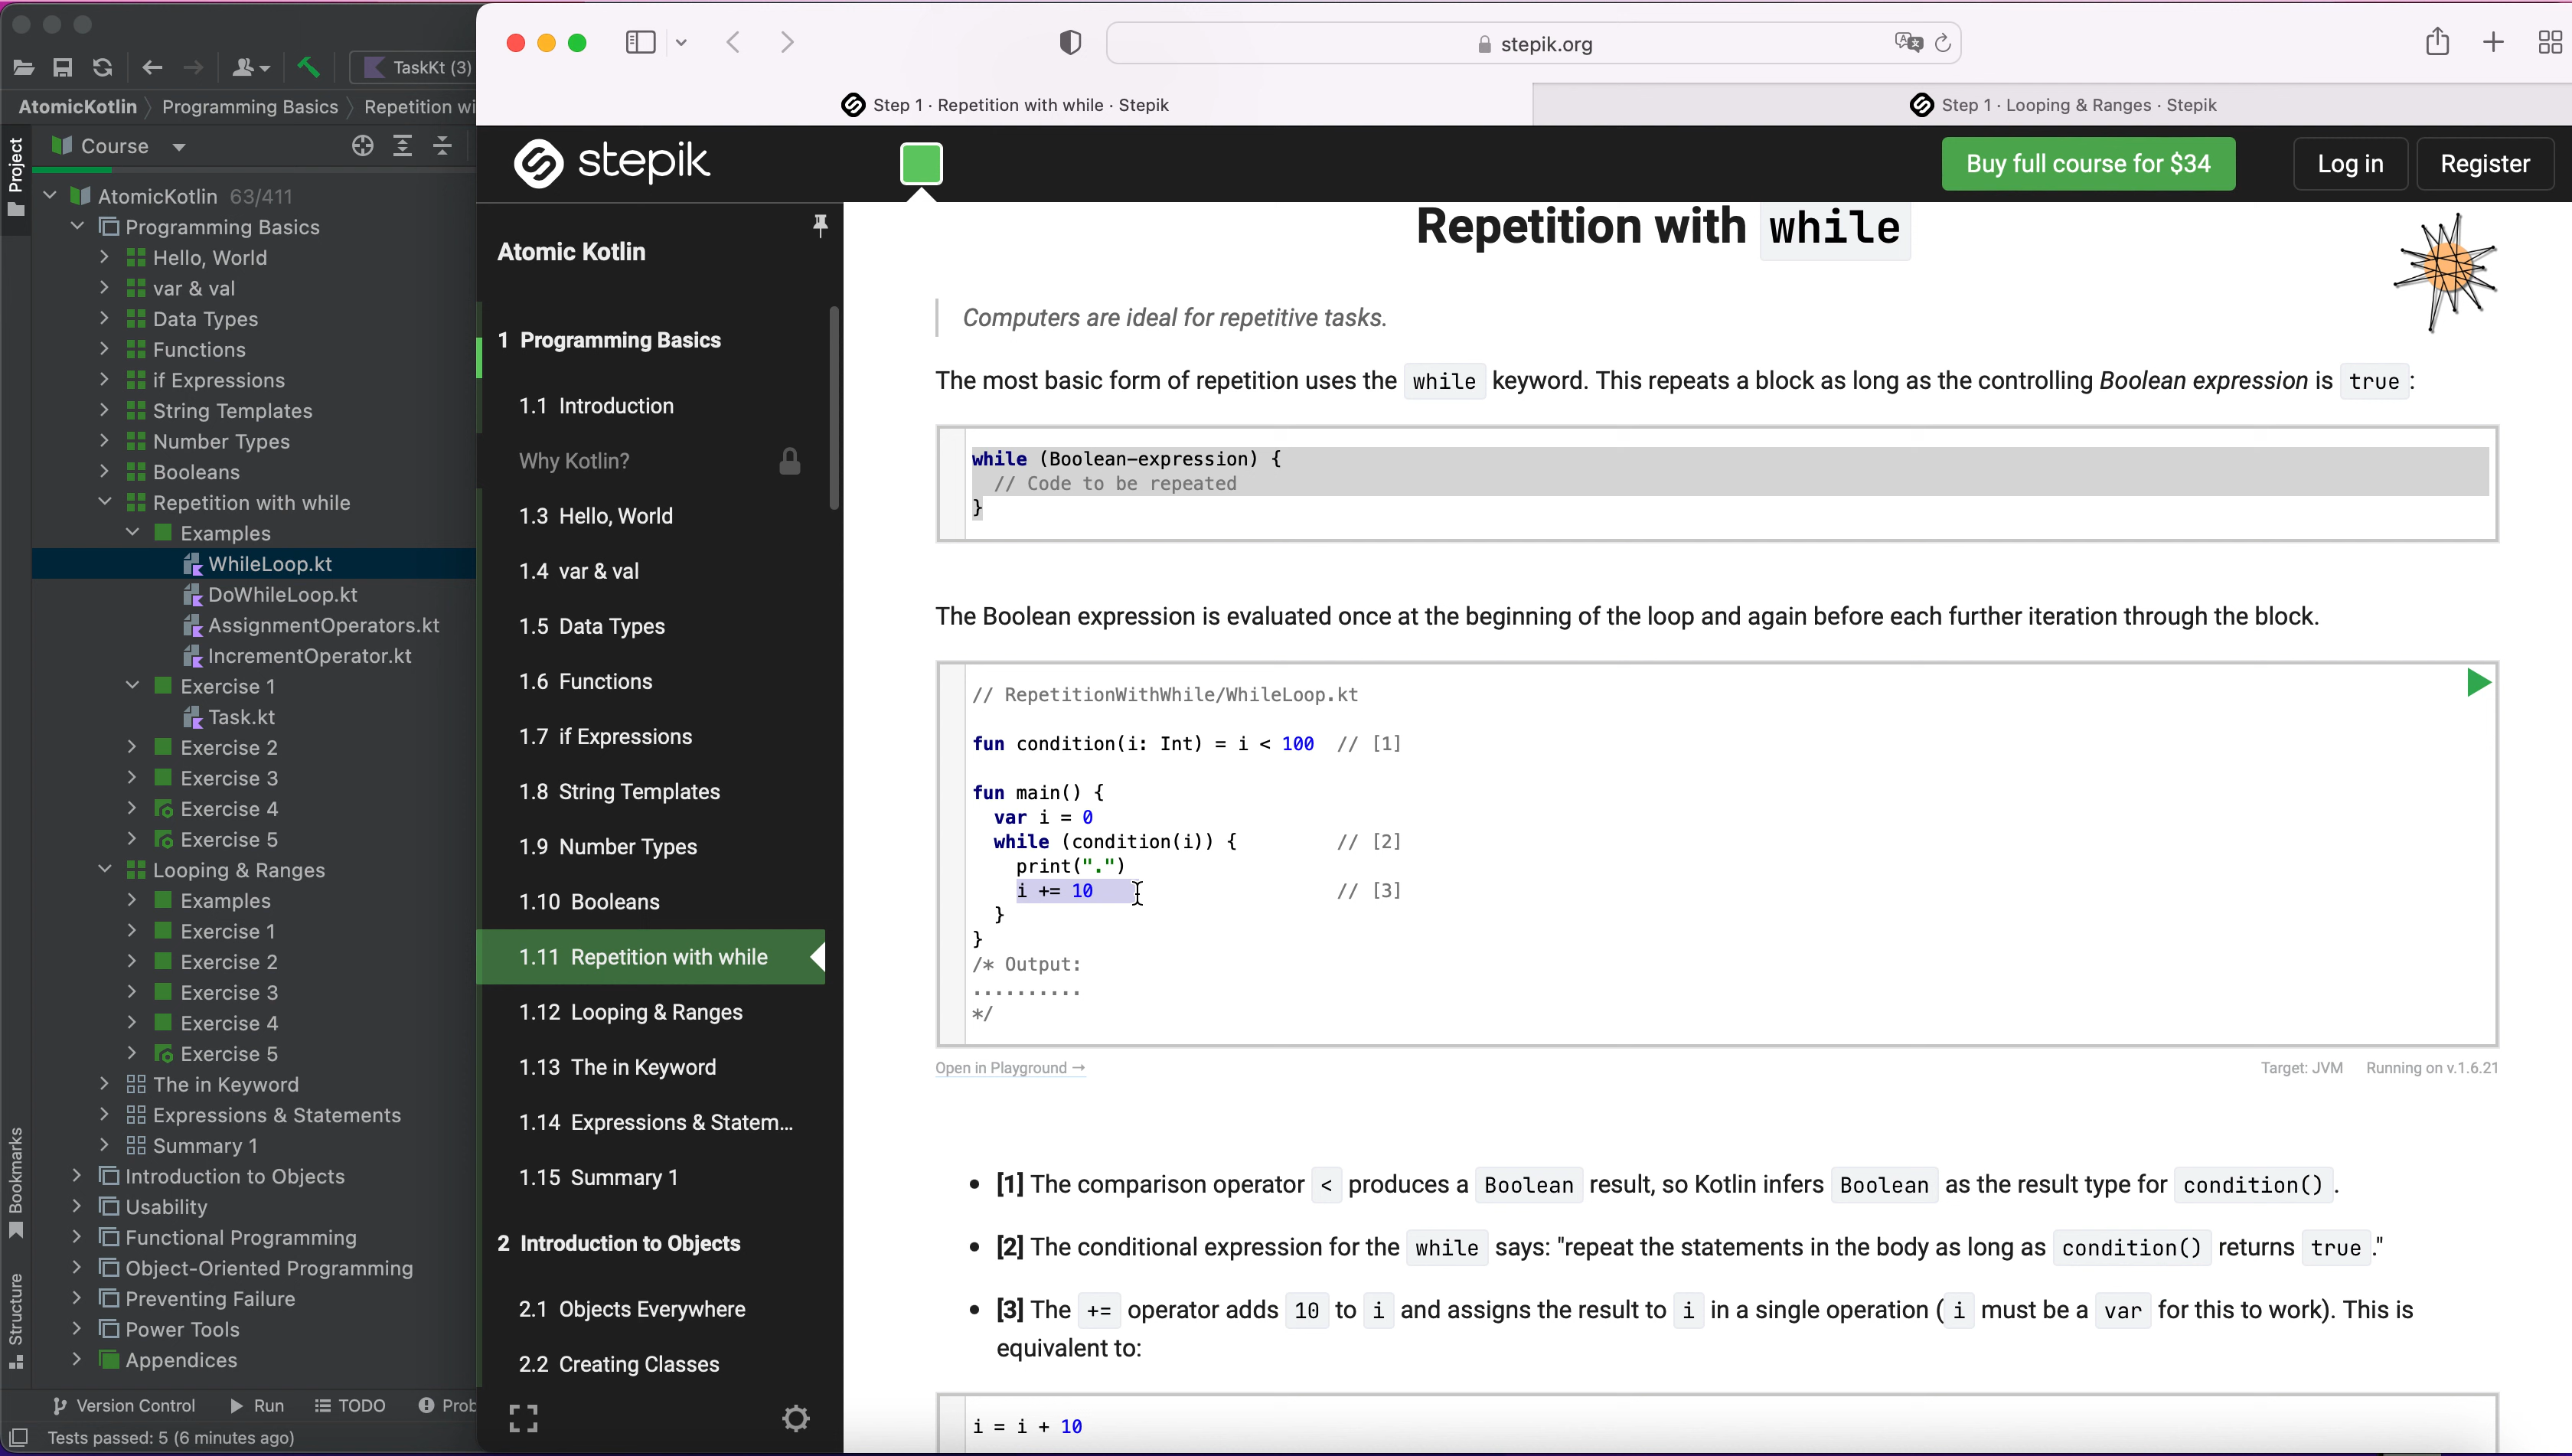 TaskKt (3)
AtomicKotlin
Programming Basics
Repetition wi
Course
Project
AtomicKotlin 63/411
Programming Basics
Hello, World
var & val
Data Types
Functions
if Expressions
String Templates
Number Types
Booleans
Repetition with while
Examples
WhileLoop.kt
DoWhileLoop.kt
AssignmentOperators.kt
IncrementOperator.kt
Exercise 1
Task.kt
Exercise 2
Exercise 3
Exercise 4
Exercise 5
Looping & Ranges
Examples
Exercise 1
Exercise 2
Exercise 3
Exercise 4
Exercise 5
The in Keyword
Expressions & Statements
Summary 1
Introduction to Objects
Usability
Functional Programming
Object-Oriented Programming
Preventing Failure
Power Tools
Appendices
Bookmarks
Structure
Version Control
Run
TODO
Prob
Tests passed: 5 (6 minutes ago)
stepik.org
Step 1 · Repetition with while · Stepik
Step 1 · Looping & Ranges · Stepik
stepik
Buy full course for $34
Log in
Register
Atomic Kotlin
1 Programming Basics
1.1 Introduction
Why Kotlin?
1.3 Hello, World
1.4 var & val
1.5 Data Types
1.6 Functions
1.7 if Expressions
1.8 String Templates
1.9 Number Types
1.10 Booleans
1.11 Repetition with while
1.12 Looping & Ranges
1.13 The in Keyword
1.14 Expressions & Statem...
1.15 Summary 1
2 Introduction to Objects
2.1 Objects Everywhere
2.2 Creating Classes
Repetition with while
Computers are ideal for repetitive tasks.
The most basic form of repetition uses the while keyword. This repeats a block as long as the controlling Boolean expression is true :
while (Boolean-expression) {
// Code to be repeated
}
The Boolean expression is evaluated once at the beginning of the loop and again before each further iteration through the block.
// RepetitionWithWhile/WhileLoop.kt
fun condition(i: Int) = i < 100 // [1]
fun main() {
var i = 0
while (condition(i)) { // [2]
print(".")
i += 10 // [3]
}
}
/* Output:
..........
*/
Open in Playground →
Target: JVM
Running on v.1.6.21
• [1] The comparison operator < produces a Boolean result, so Kotlin infers Boolean as the result type for condition() .
• [2] The conditional expression for the while says: "repeat the statements in the body as long as condition() returns true ."
• [3] The += operator adds 10 to i and assigns the result to i in a single operation ( i must be a var for this to work). This is
equivalent to:
i = i + 10